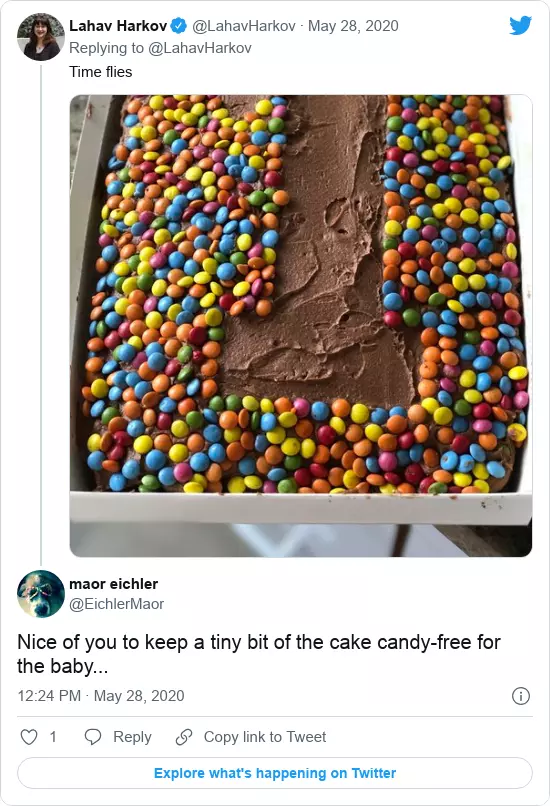 Lahav Harkov @LahavHarkov · May 28, 2020
Replying to @LahavHarkov
Time flies
maor eichler
@EichlerMaor
Nice of you to keep a tiny bit of the cake candy-free for
the baby...
12:24 PM · May 28, 2020
1 Reply Copy link to Tweet
Explore what's happening on Twitter